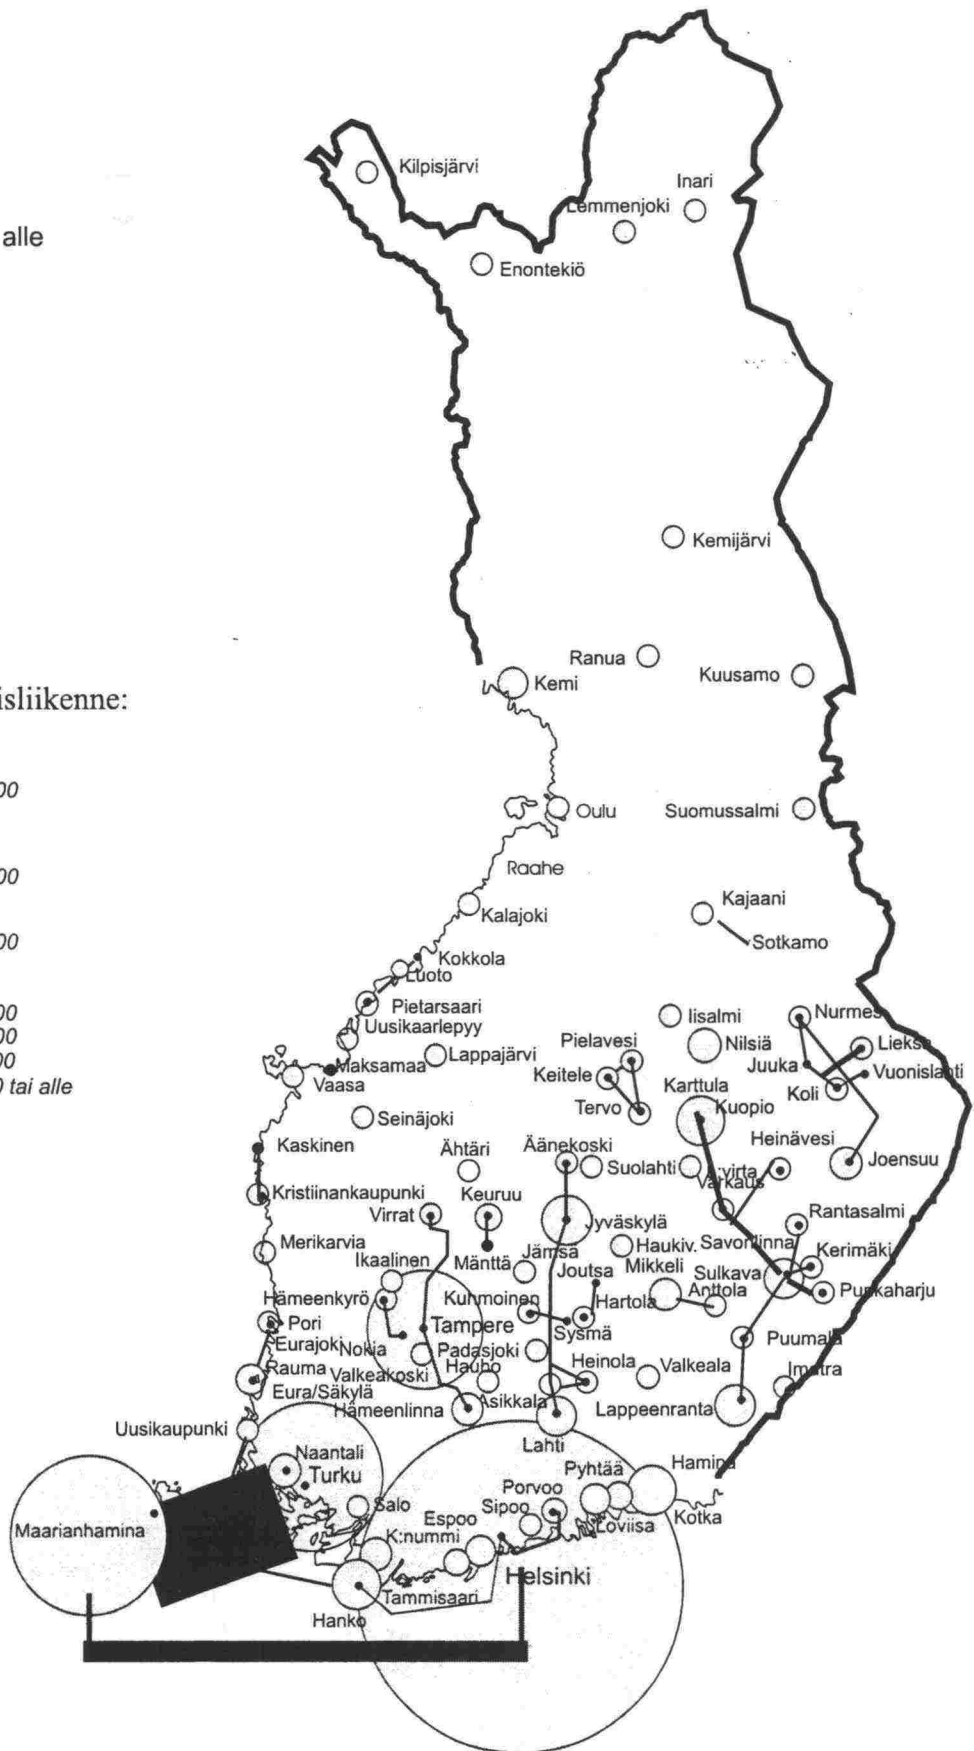 Kilpisjärvi
Inari
Lemmenjoki
alle
Enontekiö
Kemijärvi
Ranua
Kuusamo
Kemi
isliikenne:
00
Oulu
Suomussalmi
Raahe
00
Kajaani
Kalajoki
00
Sotkamo
Kokkola
Luoto
Pietarsaari
00
Iisalmi
Nurmes
Uusikaarlepyy
00
Nilsiä
Pielavesi
Lieksa
Lappajärvi
00
Maksamaa
Juuka
Vuonislahti
Keitele
Vaasa
0 tai alle
Karttula
Koli
Tervo
Kuopio
Seinäjoki
Heinävesi
Kaskinen
Ähtäri
Äänekoski
Suolahti
L:virta
Joensuu
Varkaus
Kristiinankaupunki
Keuruu
Virrat
Jyväskylä
Rantasalmi
Merikarvia
Haukiv.
Savonlinna
Kerimäki
Mänttä
Jämsä
Mikkeli
Ikaalinen
Joutsa
Sulkava
Anttola
Punkaharju
Hämeenkyrö
Kuhmoinen
Hartola
Pori
Tampere
Sysmä
Puumala
Eurajoki
Nokia
Padasjoki
Rauma
Valkeakoski
Hauho
Heinola
Valkeala
Imatra
Eura/Säkylä
Asikkala
Hämeenlinna
Lappeenranta
Uusikaupunki
Lahti
Naantali
Turku
Pyhtää
Hamina
Porvoo
Salo
Sipoo
Espoo
Loviisa
Kotka
Maarianhamina
K:nummi
Helsinki
Tammisaari
Hanko